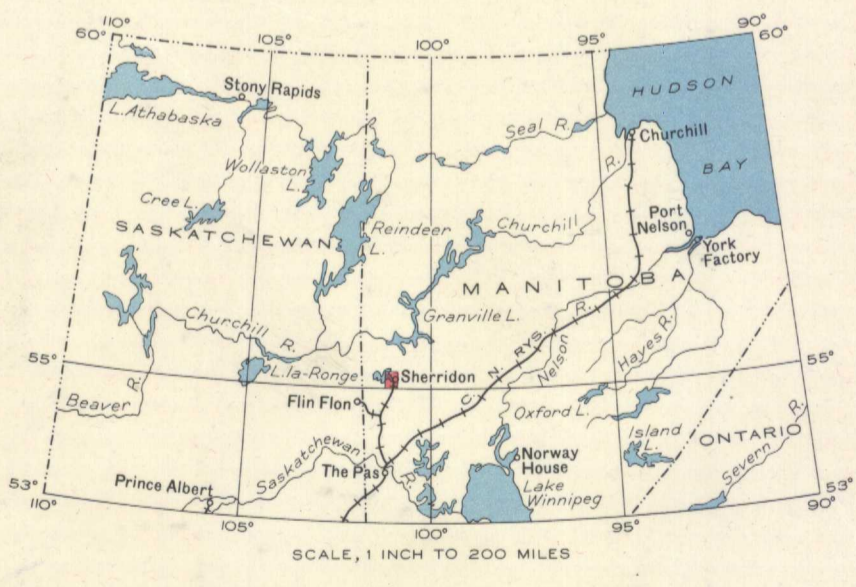 110°
105°
100°
95°
90°
60°
60°
HUDSON
BAY
Stony Rapids
L. Athabaska
Seal R.
Churchill
Wollaston
L.
R.
Cree L.
SASKATCHEWAN
Reindeer
L.
Churchill
Port
Nelson
York
Factory
MANITOBA
Churchill
R.
Granville L.
R.
Nelson
Hayes R.
C. N. RYS.
55°
55°
L. la-Ronge
Sherridon
Beaver
R.
Flin Flon
Oxford L.
Island
L.
ONTARIO
Severn R.
Saskatchewan
R.
The Pas
Norway
House
Lake
Winnipeg
Prince Albert
53°
53°
110°
105°
100°
95°
90°
SCALE, 1 INCH TO 200 MILES